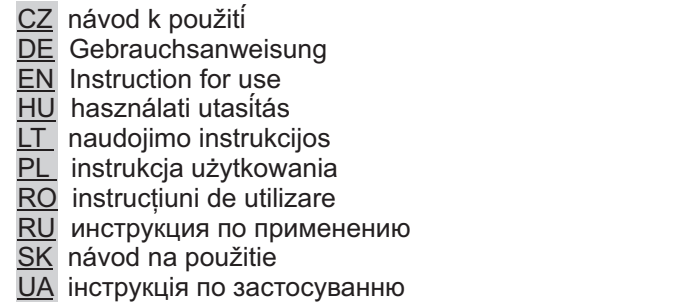 CZ návod k použití
DE Gebrauchsanweisung
EN Instruction for use
HU használati utasítás
LT naudojimo instrukcijos
PL instrukcja użytkowania
RO instrucțiuni de utilizare
RU инструкция по применению
SK návod na použitie
UA інструкція по застосуванню